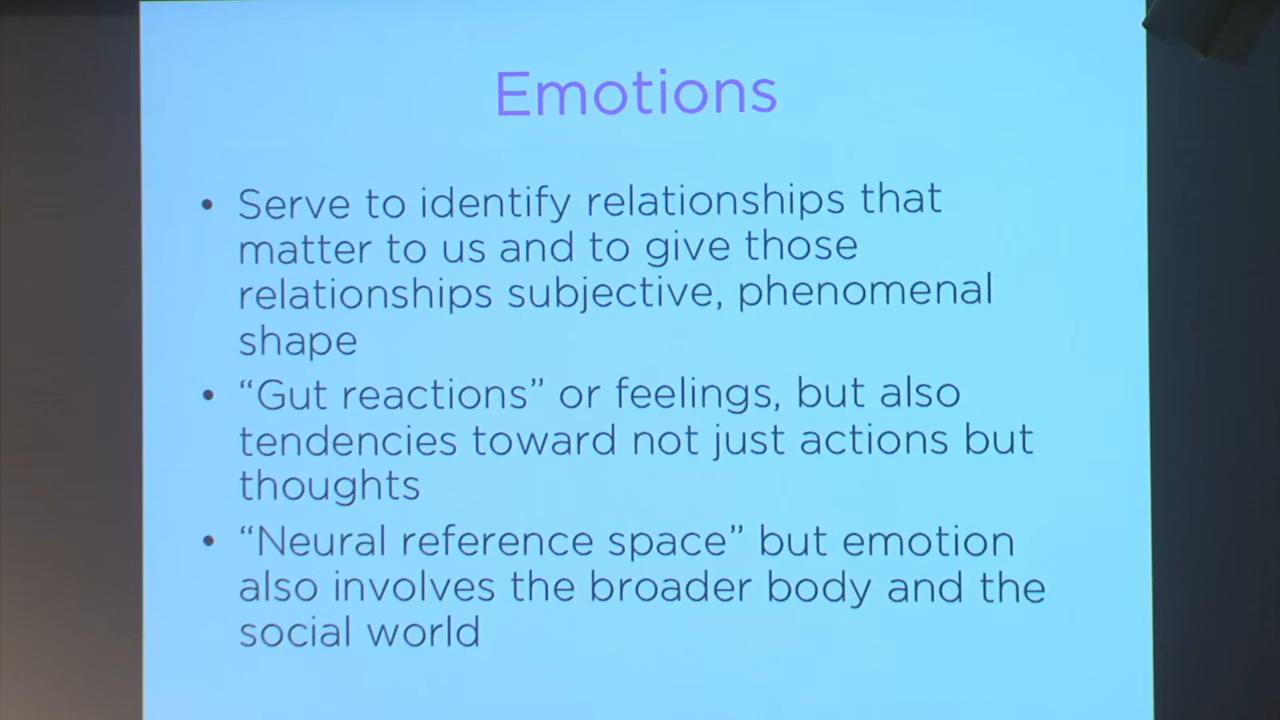 Emotions
• Serve to identify relationships that
matter to us and to give those
relationships subjective, phenomenal
shape
• “Gut reactions” or feelings, but also
tendencies toward not just actions but
thoughts
• “Neural reference space” but emotion
also involves the broader body and the
social world